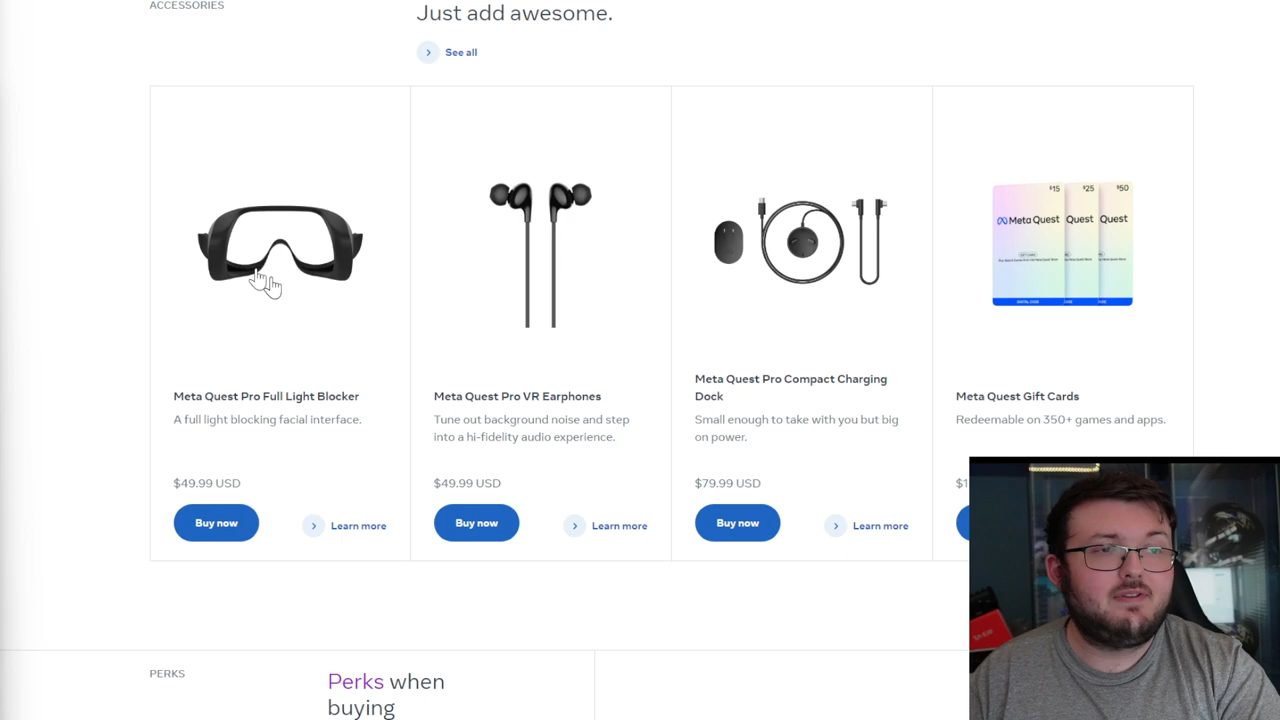 ACCESSORIES
Just add awesome.
See all
$15
$25
$50
Meta Quest
Quest
Quest
Meta Quest Pro Full Light Blocker
A full light blocking facial interface.
$49.99 USD
Buy now
Learn more
Meta Quest Pro VR Earphones
Tune out background noise and step
into a hi-fidelity audio experience.
$49.99 USD
Buy now
Learn more
Meta Quest Pro Compact Charging
Dock
Small enough to take with you but big
on power.
$79.99 USD
Buy now
Learn more
Meta Quest Gift Cards
Redeemable on 350+ games and apps.
PERKS
Perks when
buying